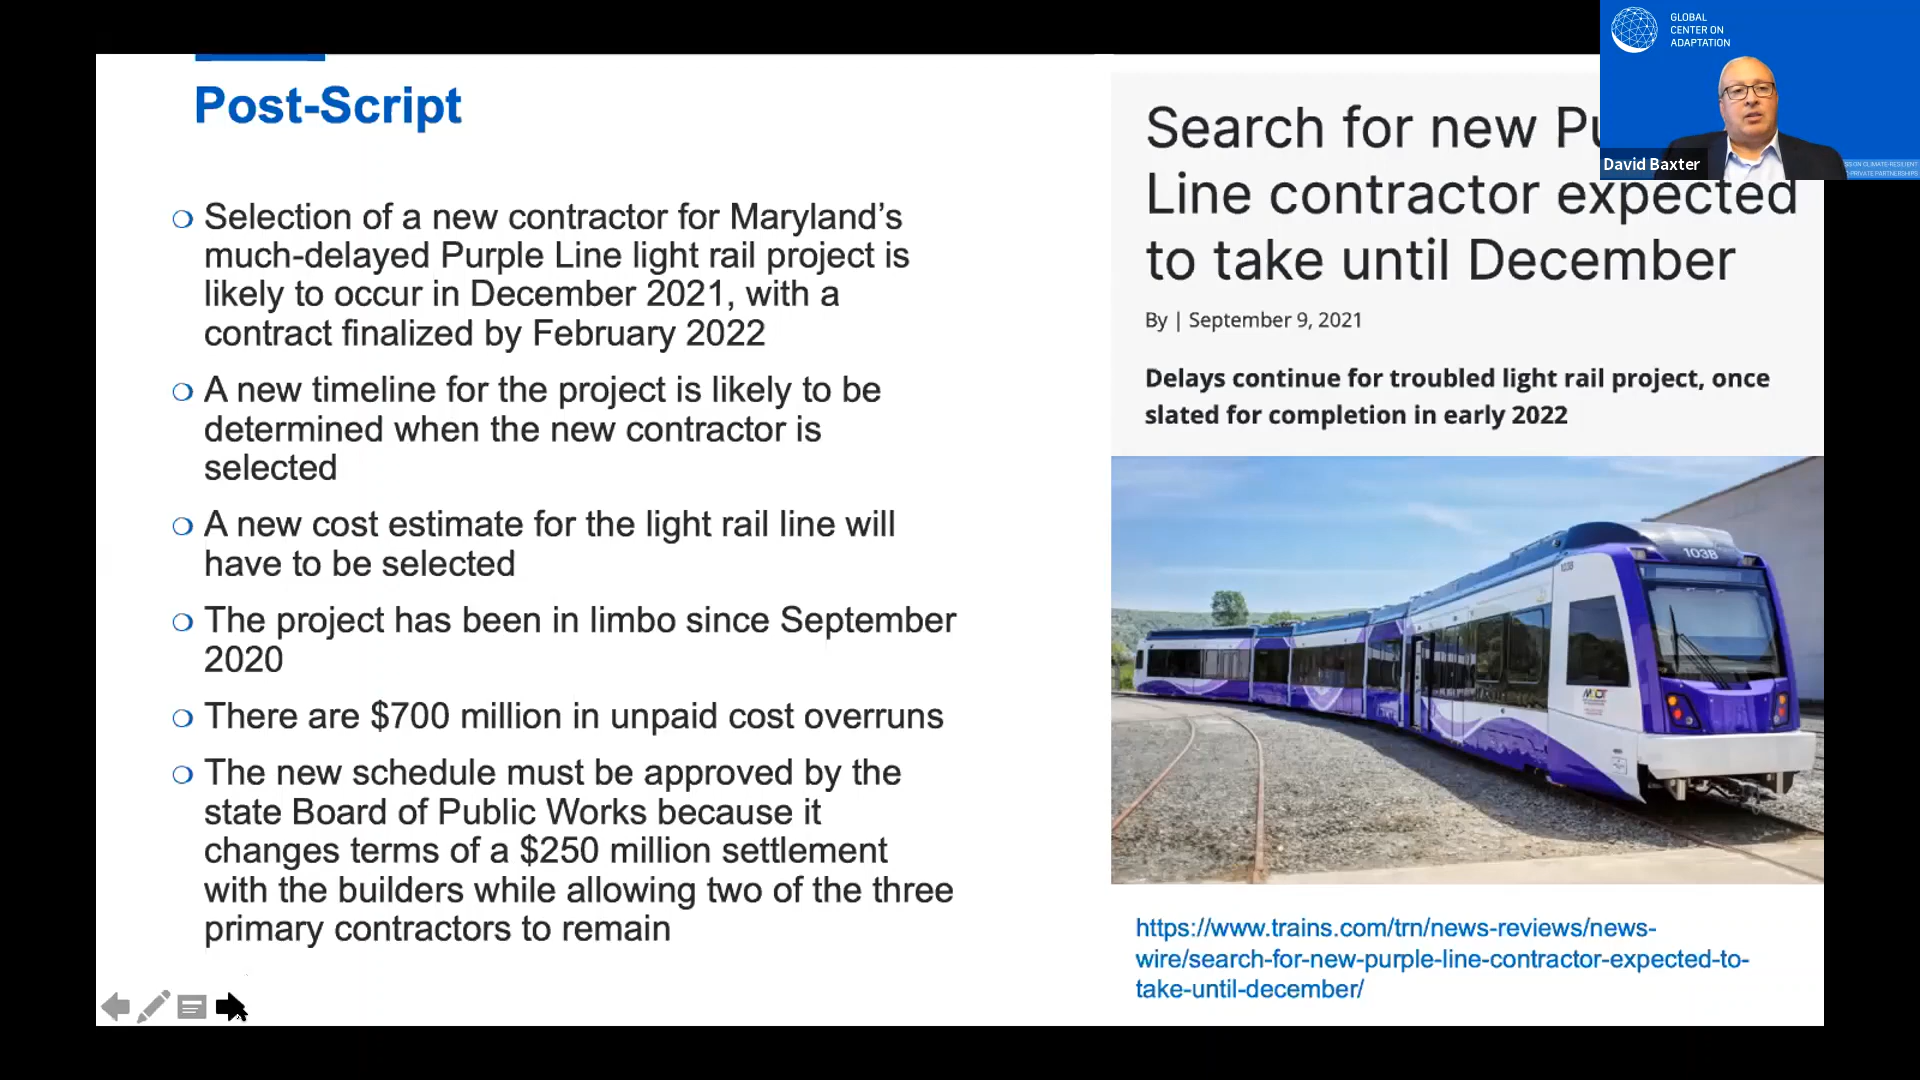 Post-Script
Selection of a new contractor for Maryland’s
much-delayed Purple Line light rail project is
likely to occur in December 2021, with a
contract finalized by February 2022
A new timeline for the project is likely to be
determined when the new contractor is
selected
A new cost estimate for the light rail line will
have to be selected
The project has been in limbo since September
2020
There are $700 million in unpaid cost overruns
The new schedule must be approved by the
state Board of Public Works because it
changes terms of a $250 million settlement
with the builders while allowing two of the three
primary contractors to remain
Search for new
Line contractor expected
to take until December
By | September 9, 2021
Delays continue for troubled light rail project, once
slated for completion in early 2022
103B
103B
https://www.trains.com/trn/news-reviews/news-
wire/search-for-new-purple-line-contractor-expected-to-
take-until-december/
GLOBAL
CENTER ON
ADAPTATION
David Baxter
ON CLIMATE-RESILIENT
PARTNERSHIPS